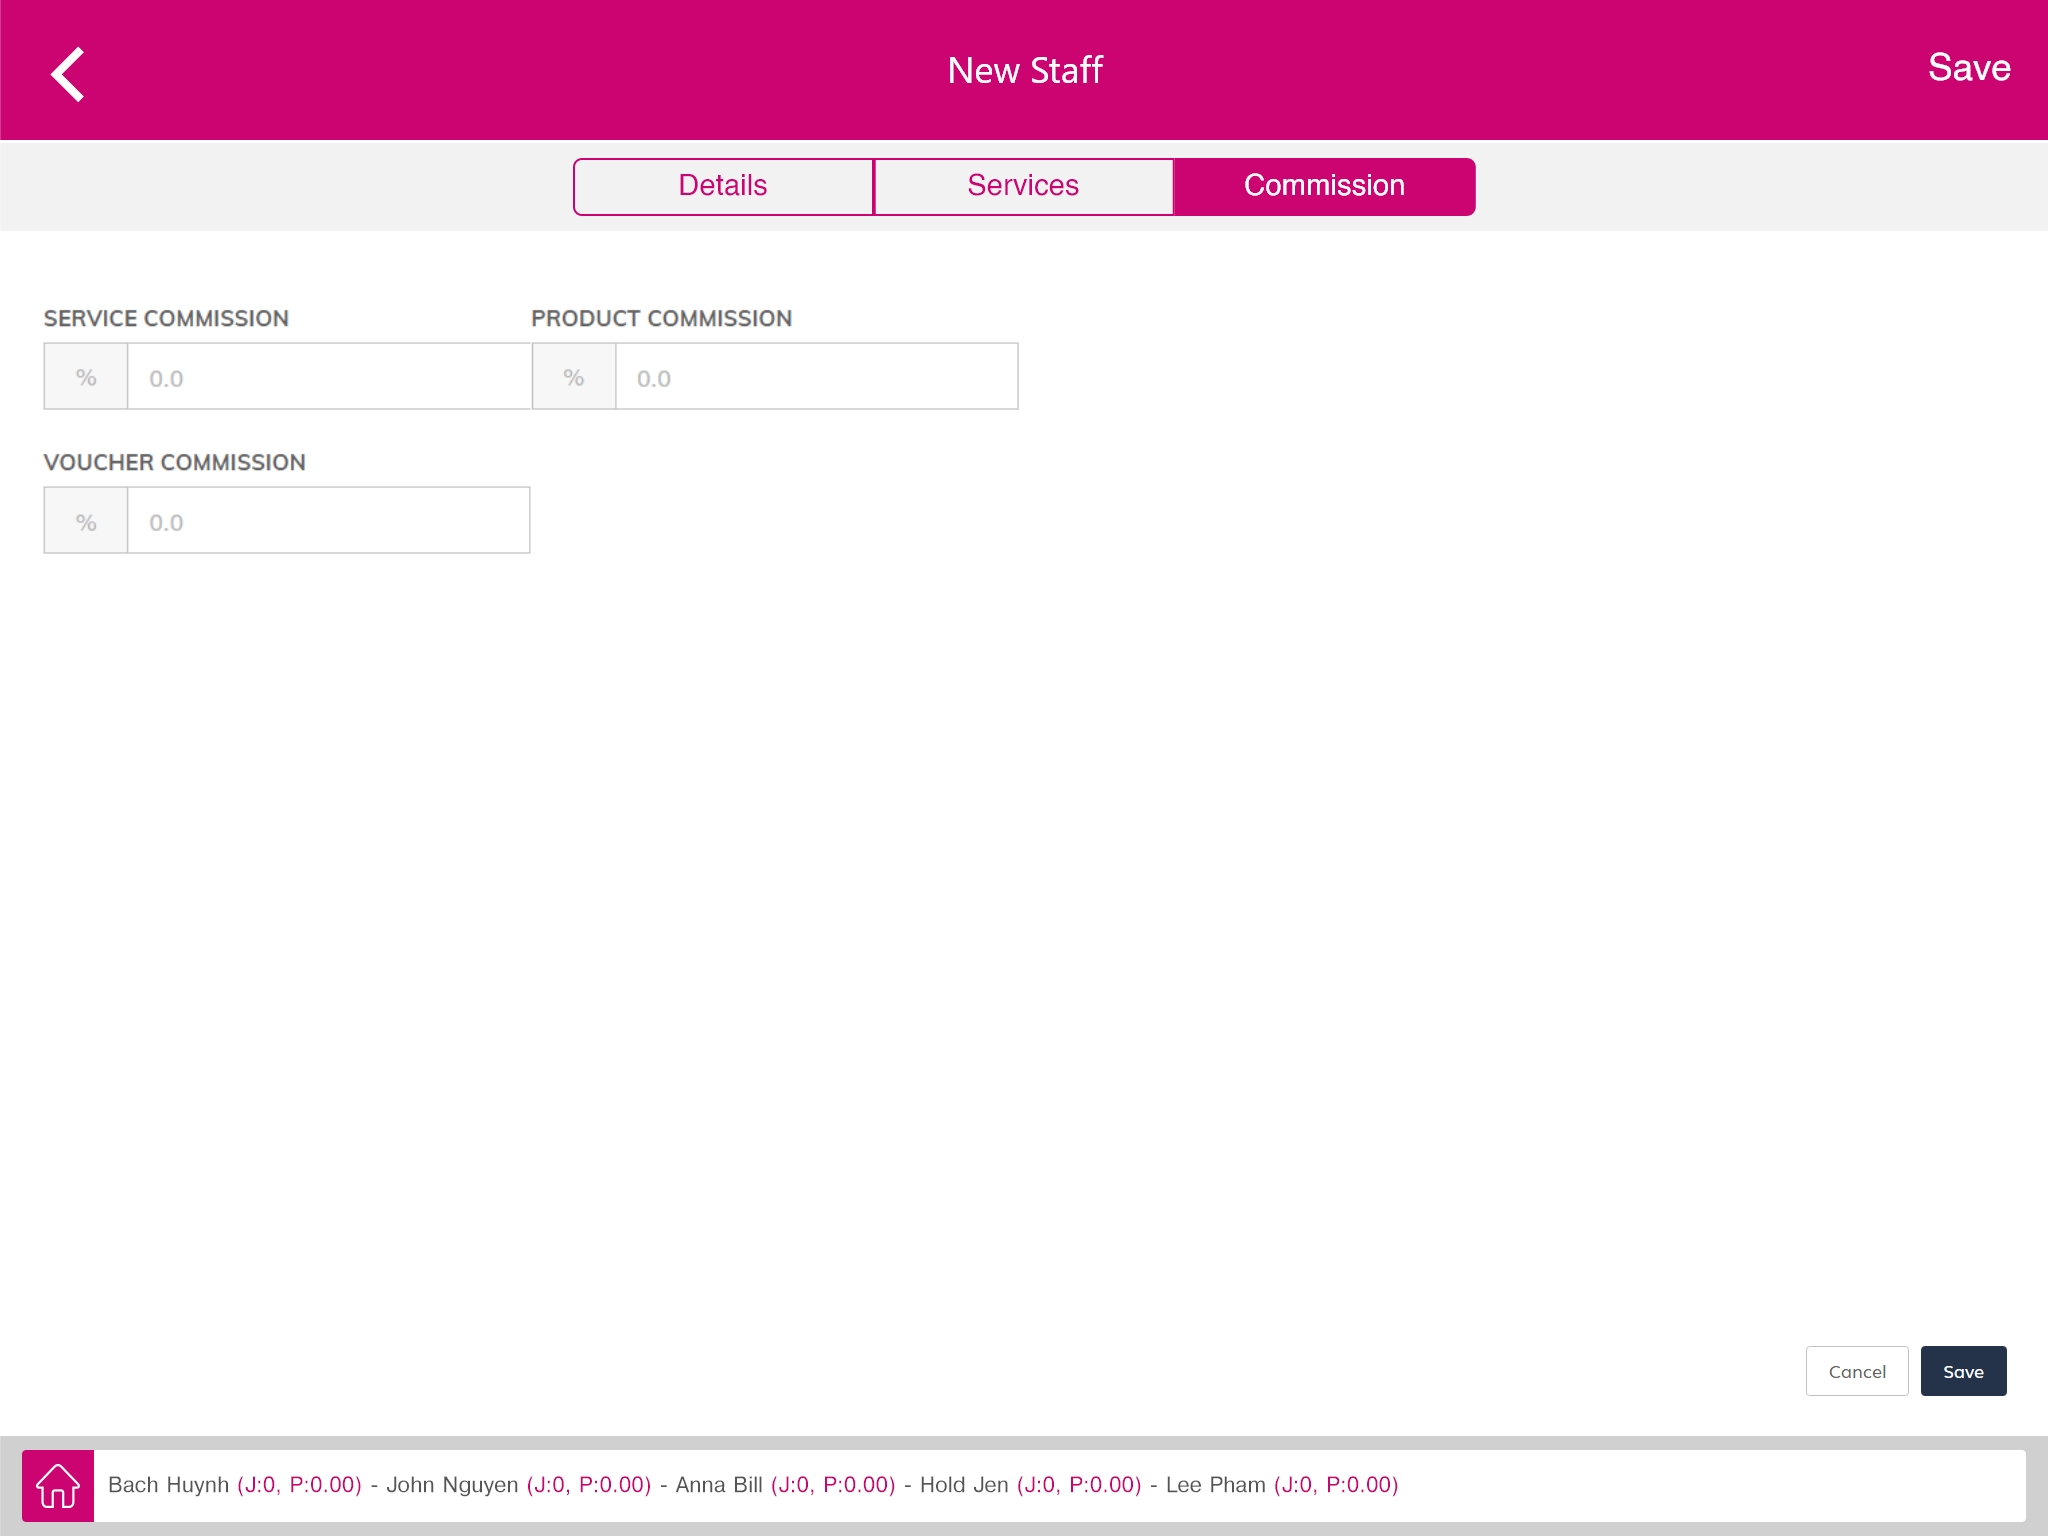 New Staff
Save
Details
Services
Commission
SERVICE COMMISSION
PRODUCT COMMISSION
% 0.0
% 0.0
VOUCHER COMMISSION
% 0.0
Cancel
Save
Bach Huynh (J:0, P:0.00) - John Nguyen (J:0, P:0.00) - Anna Bill (J:0, P:0.00) - Hold Jen (J:0, P:0.00) - Lee Pham (J:0, P:0.00)